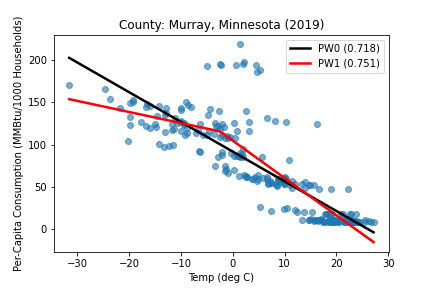 County: Murray, Minnesota (2019)
Per-Capita Consumption (MMBtu/1000 Households)
200
150
100
50
0
PW0 (0.718)
PW1 (0.751)
−30
−20
−10
0
10
20
30
Temp (deg C)